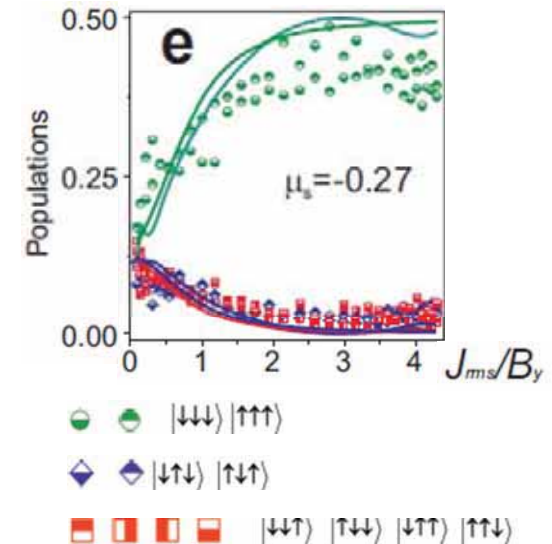 0.50
e
Populations
0.25
μs=-0.27
0.00
0 1 2 3 4 Jrms/By
|↓↓↓⟩ |↑↑↑⟩
|↓↑↓⟩ |↑↓↑⟩
|↓↓↑⟩ |↑↓↓⟩ |↓↑↑⟩ |↑↑↓⟩